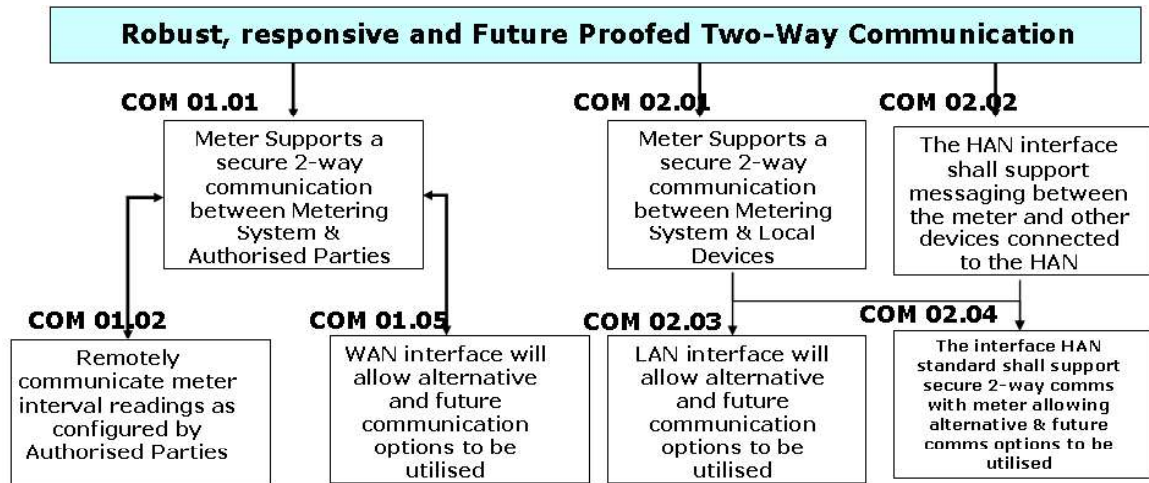 Robust, responsive and Future Proofed Two-Way Communication
COM 01.01
Meter Supports a
secure 2-way
communication
between Metering
System &
Authorised Parties
COM 02.01
Meter Supports a
secure 2-way
communication
between Metering
System & Local
Devices
COM 02.02
The HAN interface
shall support
messaging between
the meter and other
devices connected
to the HAN
COM 01.02
Remotely
communicate meter
interval readings as
configured by
Authorised Parties
COM 01.05
WAN interface will
allow alternative
and future
communication
options to be
utilised
COM 02.03
LAN interface will
allow alternative
and future
communication
options to be
utilised
COM 02.04
The interface HAN
standard shall support
secure 2-way comms
with meter allowing
alternative & future
comms options to be
utilised